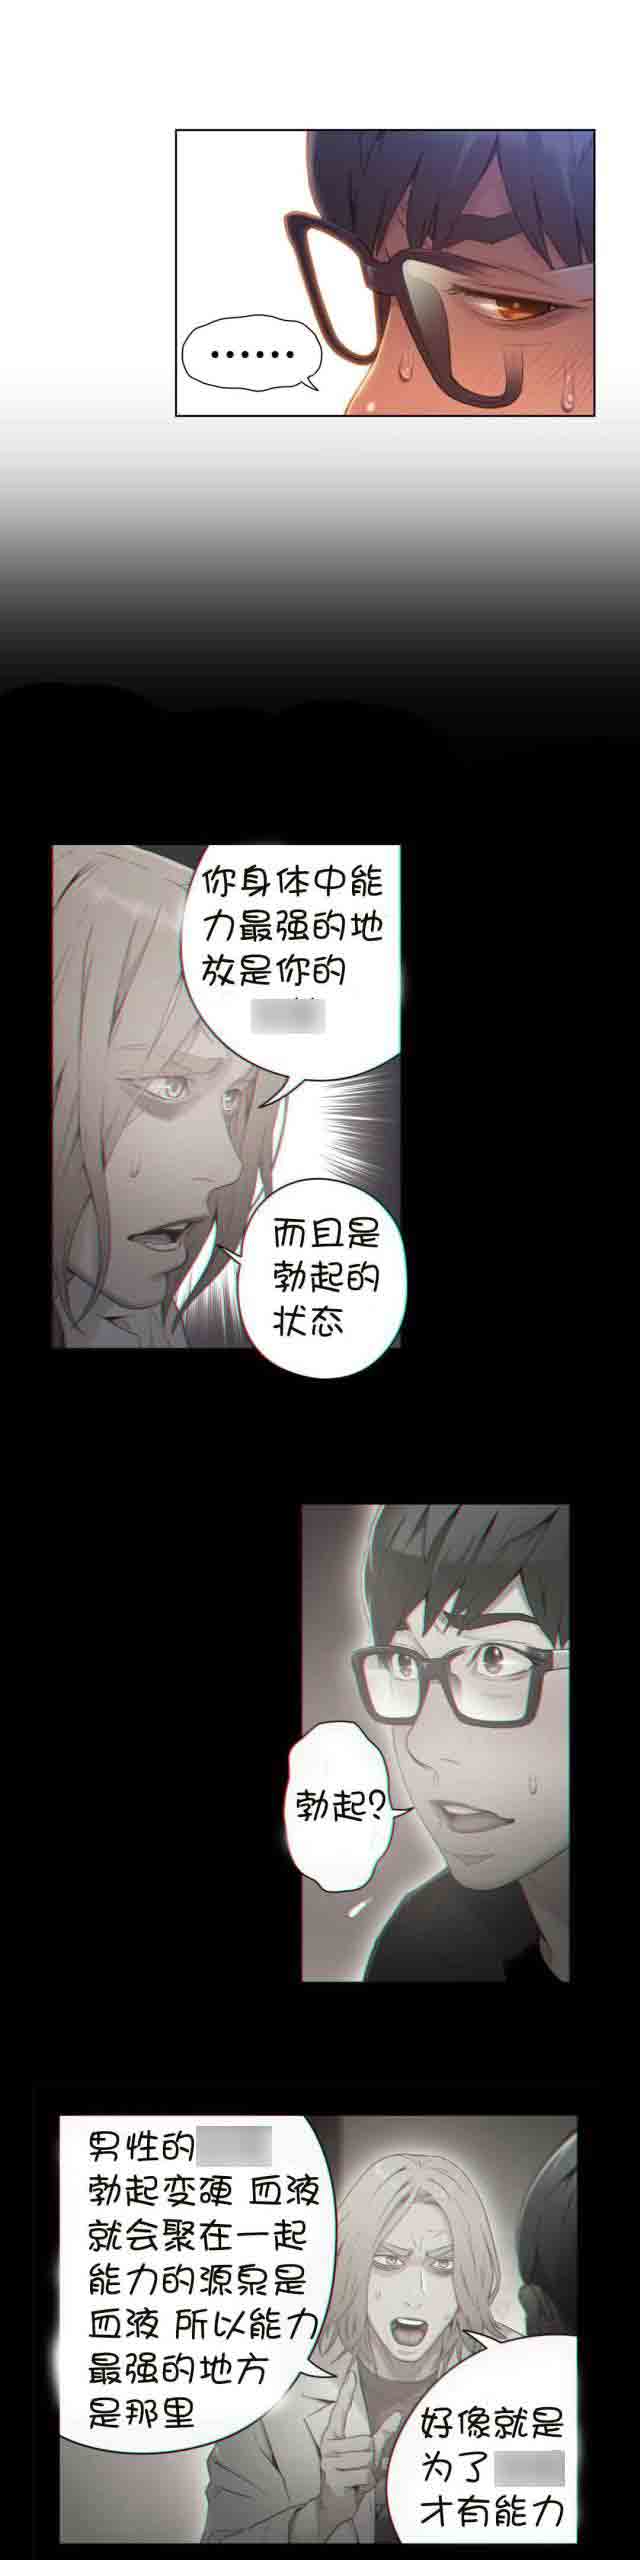 ……
你身体中能
力最强的地
放是你的
而且是
勃起的
状态
勃起?
男性的
勃起变硬 血液
就会聚在一起
能力的源泉是
血液 所以能力
最强的地方
是那里
好像就是
为了
才有能力